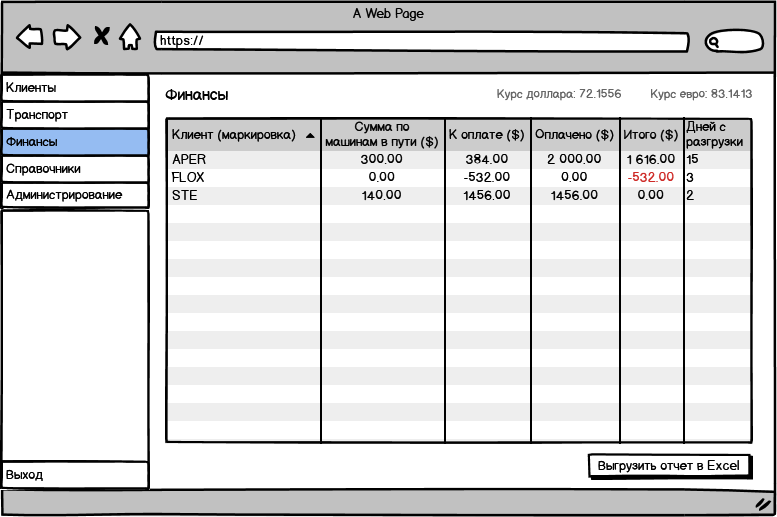 A Web Page
https://
Клиенты
Транспорт
Финансы
Справочники
Администрирование
Выход
Финансы
Курс доллара: 72.1556 Курс евро: 83.1413
Клиент (маркировка) Сумма по машинам в пути ($) К оплате ($) Оплачено ($) Итого ($) Дней с разгрузки
APER 300.00 384.00 2 000.00 1 616.00 15
FLOX 0.00 -532.00 0.00 -532.00 3
STE 140.00 1456.00 1456.00 0.00 2
Выгрузить отчет в Excel